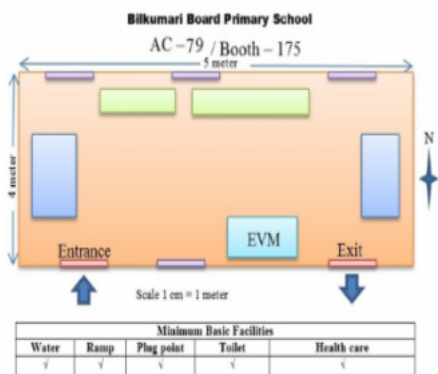 Bilkumari Board Primary School
AC – 79 / Booth – 175
5 meter
4 meter
N
EVM
Entrance
Exit
Scale 1 cm = 1 meter
Minimum Basic Facilities
Water Ramp Plug point Toilet Health care
√ √ √ √ √